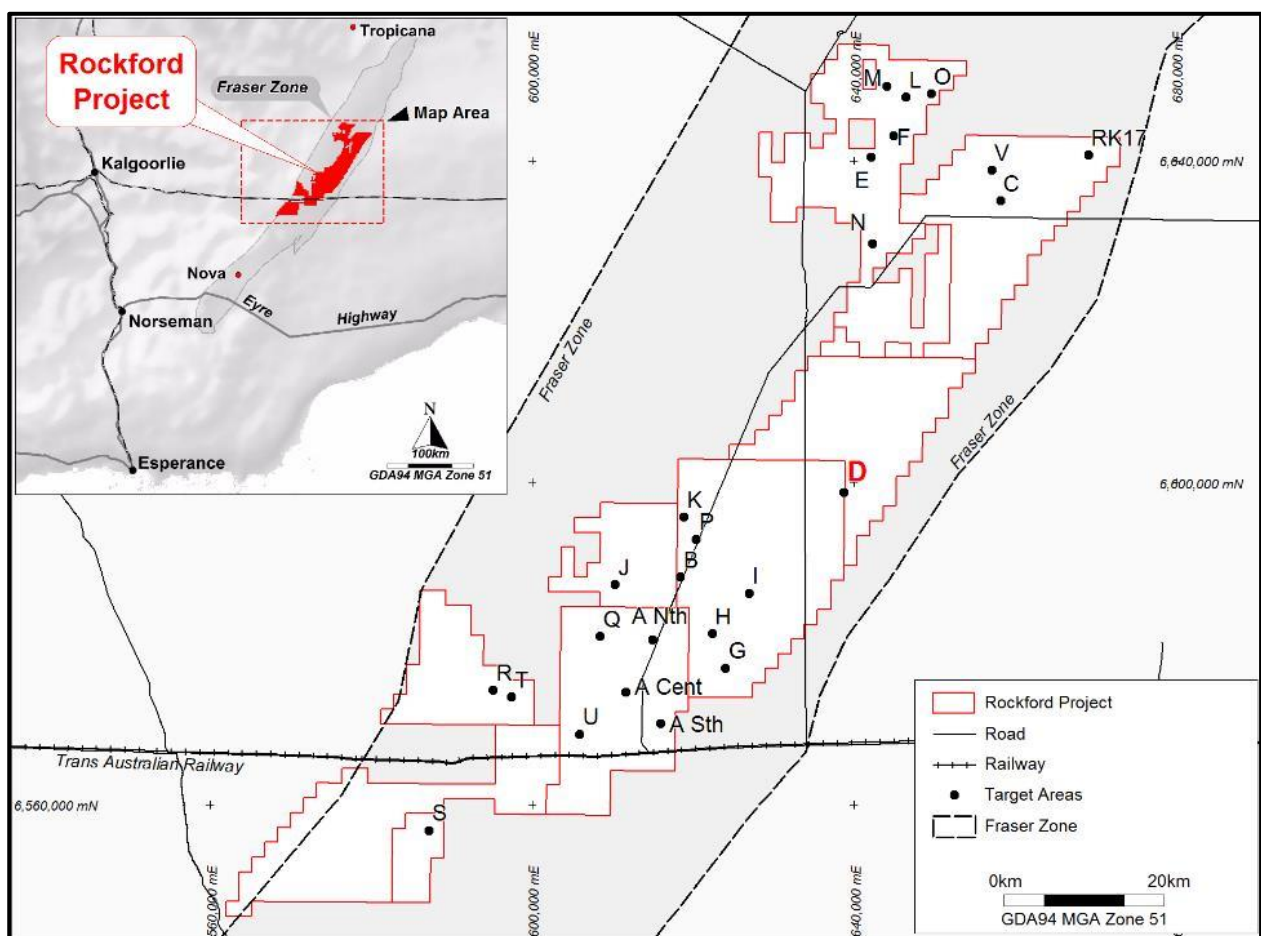 Tropicana
Rockford
Project
Fraser Zone
Map Area
Kalgoorlie
Nova
Eyre
Highway
Norseman
Esperance
N
100km
GDA94 MGA Zone 51
600,000 mE
640,000 mE
680,000 mE
M
L
O
F
E
V
RK17
C
6,640,000 mN
N
Fraser Zone
Fraser Zone
D
6,600,000 mN
K
P
B
J
I
Q
A Nth
H
G
R
T
A Cent
U
A Sth
Trans Australian Railway
6,560,000 mN
S
560,000 mE
600,000 mE
640,000 mE
Rockford Project
Road
Railway
Target Areas
Fraser Zone
0km
20km
GDA94 MGA Zone 51